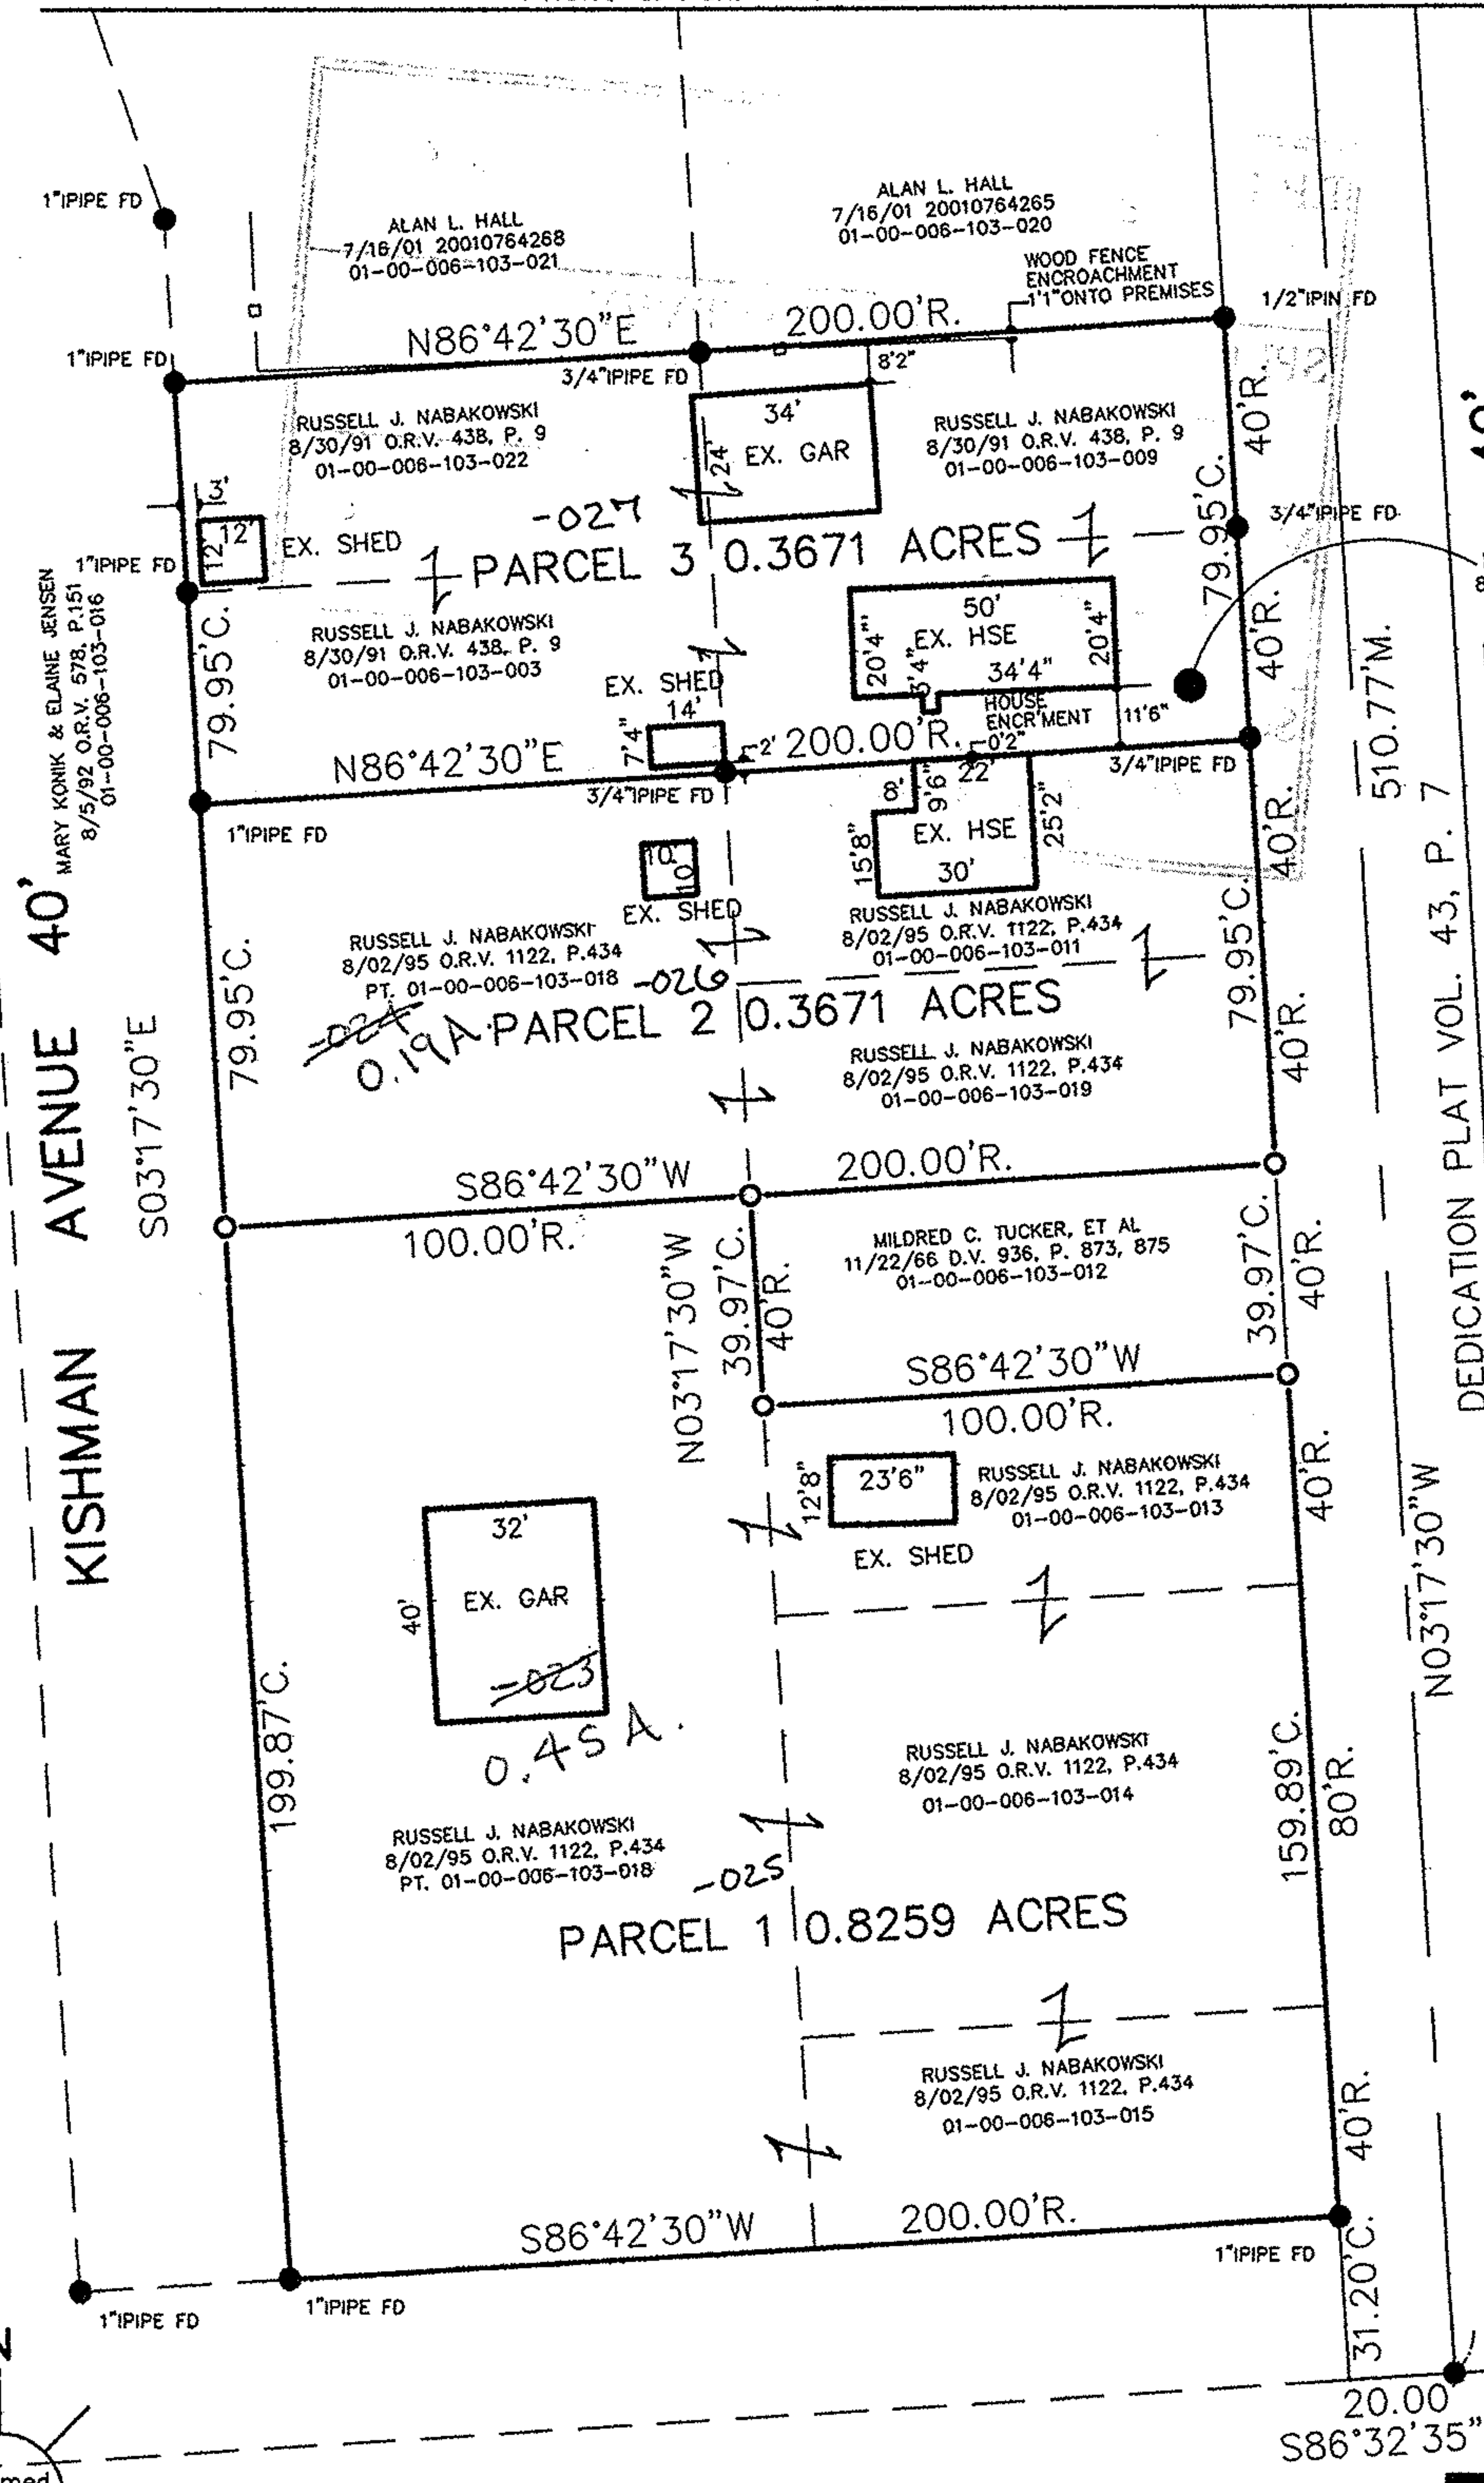 1"IPIPE FD
ALAN L. HALL
7/16/01 20010764268
01-00-006-103-021
ALAN L. HALL
7/16/01 20010764265
01-00-006-103-020
WOOD FENCE
ENCROACHMENT
1'1"ONTO PREMISES
1/2"IPIN FD
N86°42'30"E
200.00'R.
1"IPIPE FD
3/4"IPIPE FD
8'2"
RUSSELL J. NABAKOWSKI
8/30/91 O.R.V. 438, P. 9
01-00-006-103-022
34'
24'
EX. GAR
RUSSELL J. NABAKOWSKI
8/30/91 O.R.V. 438, P. 9
01-00-006-103-009
40'R.
79.95'C.
3'
12'
12'
EX. SHED
-027
3/4"IPIPE FD
1"IPIPE FD
PARCEL 3 0.3671 ACRES
MARY KONIK & ELAINE JENSEN
8/5/92 O.R.V. 578, P.151
01-00-006-103-016
RUSSELL J. NABAKOWSKI
8/30/91 O.R.V. 438, P. 9
01-00-006-103-003
79.95'C.
50'
EX. HSE
20'4"
20'4"
3'4"
34'4"
40'R.
EX. SHED
14'
7'4"
HOUSE
ENCR'MENT
0'2"
11'6"
2'
N86°42'30"E
200.00'R.
3/4"IPIPE FD
3/4"IPIPE FD
1"IPIPE FD
22'
8'
9'6"
EX. HSE
25'2"
15'8"
30'
10'
10'
EX. SHED
40'R.
510.77'M.
RUSSELL J. NABAKOWSKI
8/02/95 O.R.V. 1122, P.434
PT. 01-00-006-103-018
-026
RUSSELL J. NABAKOWSKI
8/02/95 O.R.V. 1122, P.434
01-00-006-103-011
79.95'C.
79.95'C.
-024
0.19A
PARCEL 2 0.3671 ACRES
RUSSELL J. NABAKOWSKI
8/02/95 O.R.V. 1122, P.434
01-00-006-103-019
40'R.
KISHMAN AVENUE 40'
S03°17'30"E
S86°42'30"W
200.00'R.
100.00'R.
N03°17'30"W
39.97'C.
40'R.
MILDRED C. TUCKER, ET AL
11/22/66 D.V. 936, P. 873, 875
01-00-006-103-012
39.97'C.
40'R.
DEDICATION PLAT VOL. 43, P. 7
S86°42'30"W
100.00'R.
12'8"
23'6"
EX. SHED
RUSSELL J. NABAKOWSKI
8/02/95 O.R.V. 1122, P.434
01-00-006-103-013
40'R.
N03°17'30"W
32'
40'
EX. GAR
-023
0.45 A.
199.87'C.
RUSSELL J. NABAKOWSKI
8/02/95 O.R.V. 1122, P.434
01-00-006-103-014
159.89'C.
80'R.
RUSSELL J. NABAKOWSKI
8/02/95 O.R.V. 1122, P.434
PT. 01-00-006-103-018
-025
PARCEL 1 0.8259 ACRES
RUSSELL J. NABAKOWSKI
8/02/95 O.R.V. 1122, P.434
01-00-006-103-015
40'R.
S86°42'30"W
200.00'R.
1"IPIPE FD
1"IPIPE FD
1"IPIPE FD
31.20'C.
20.00'
S86°32'35"